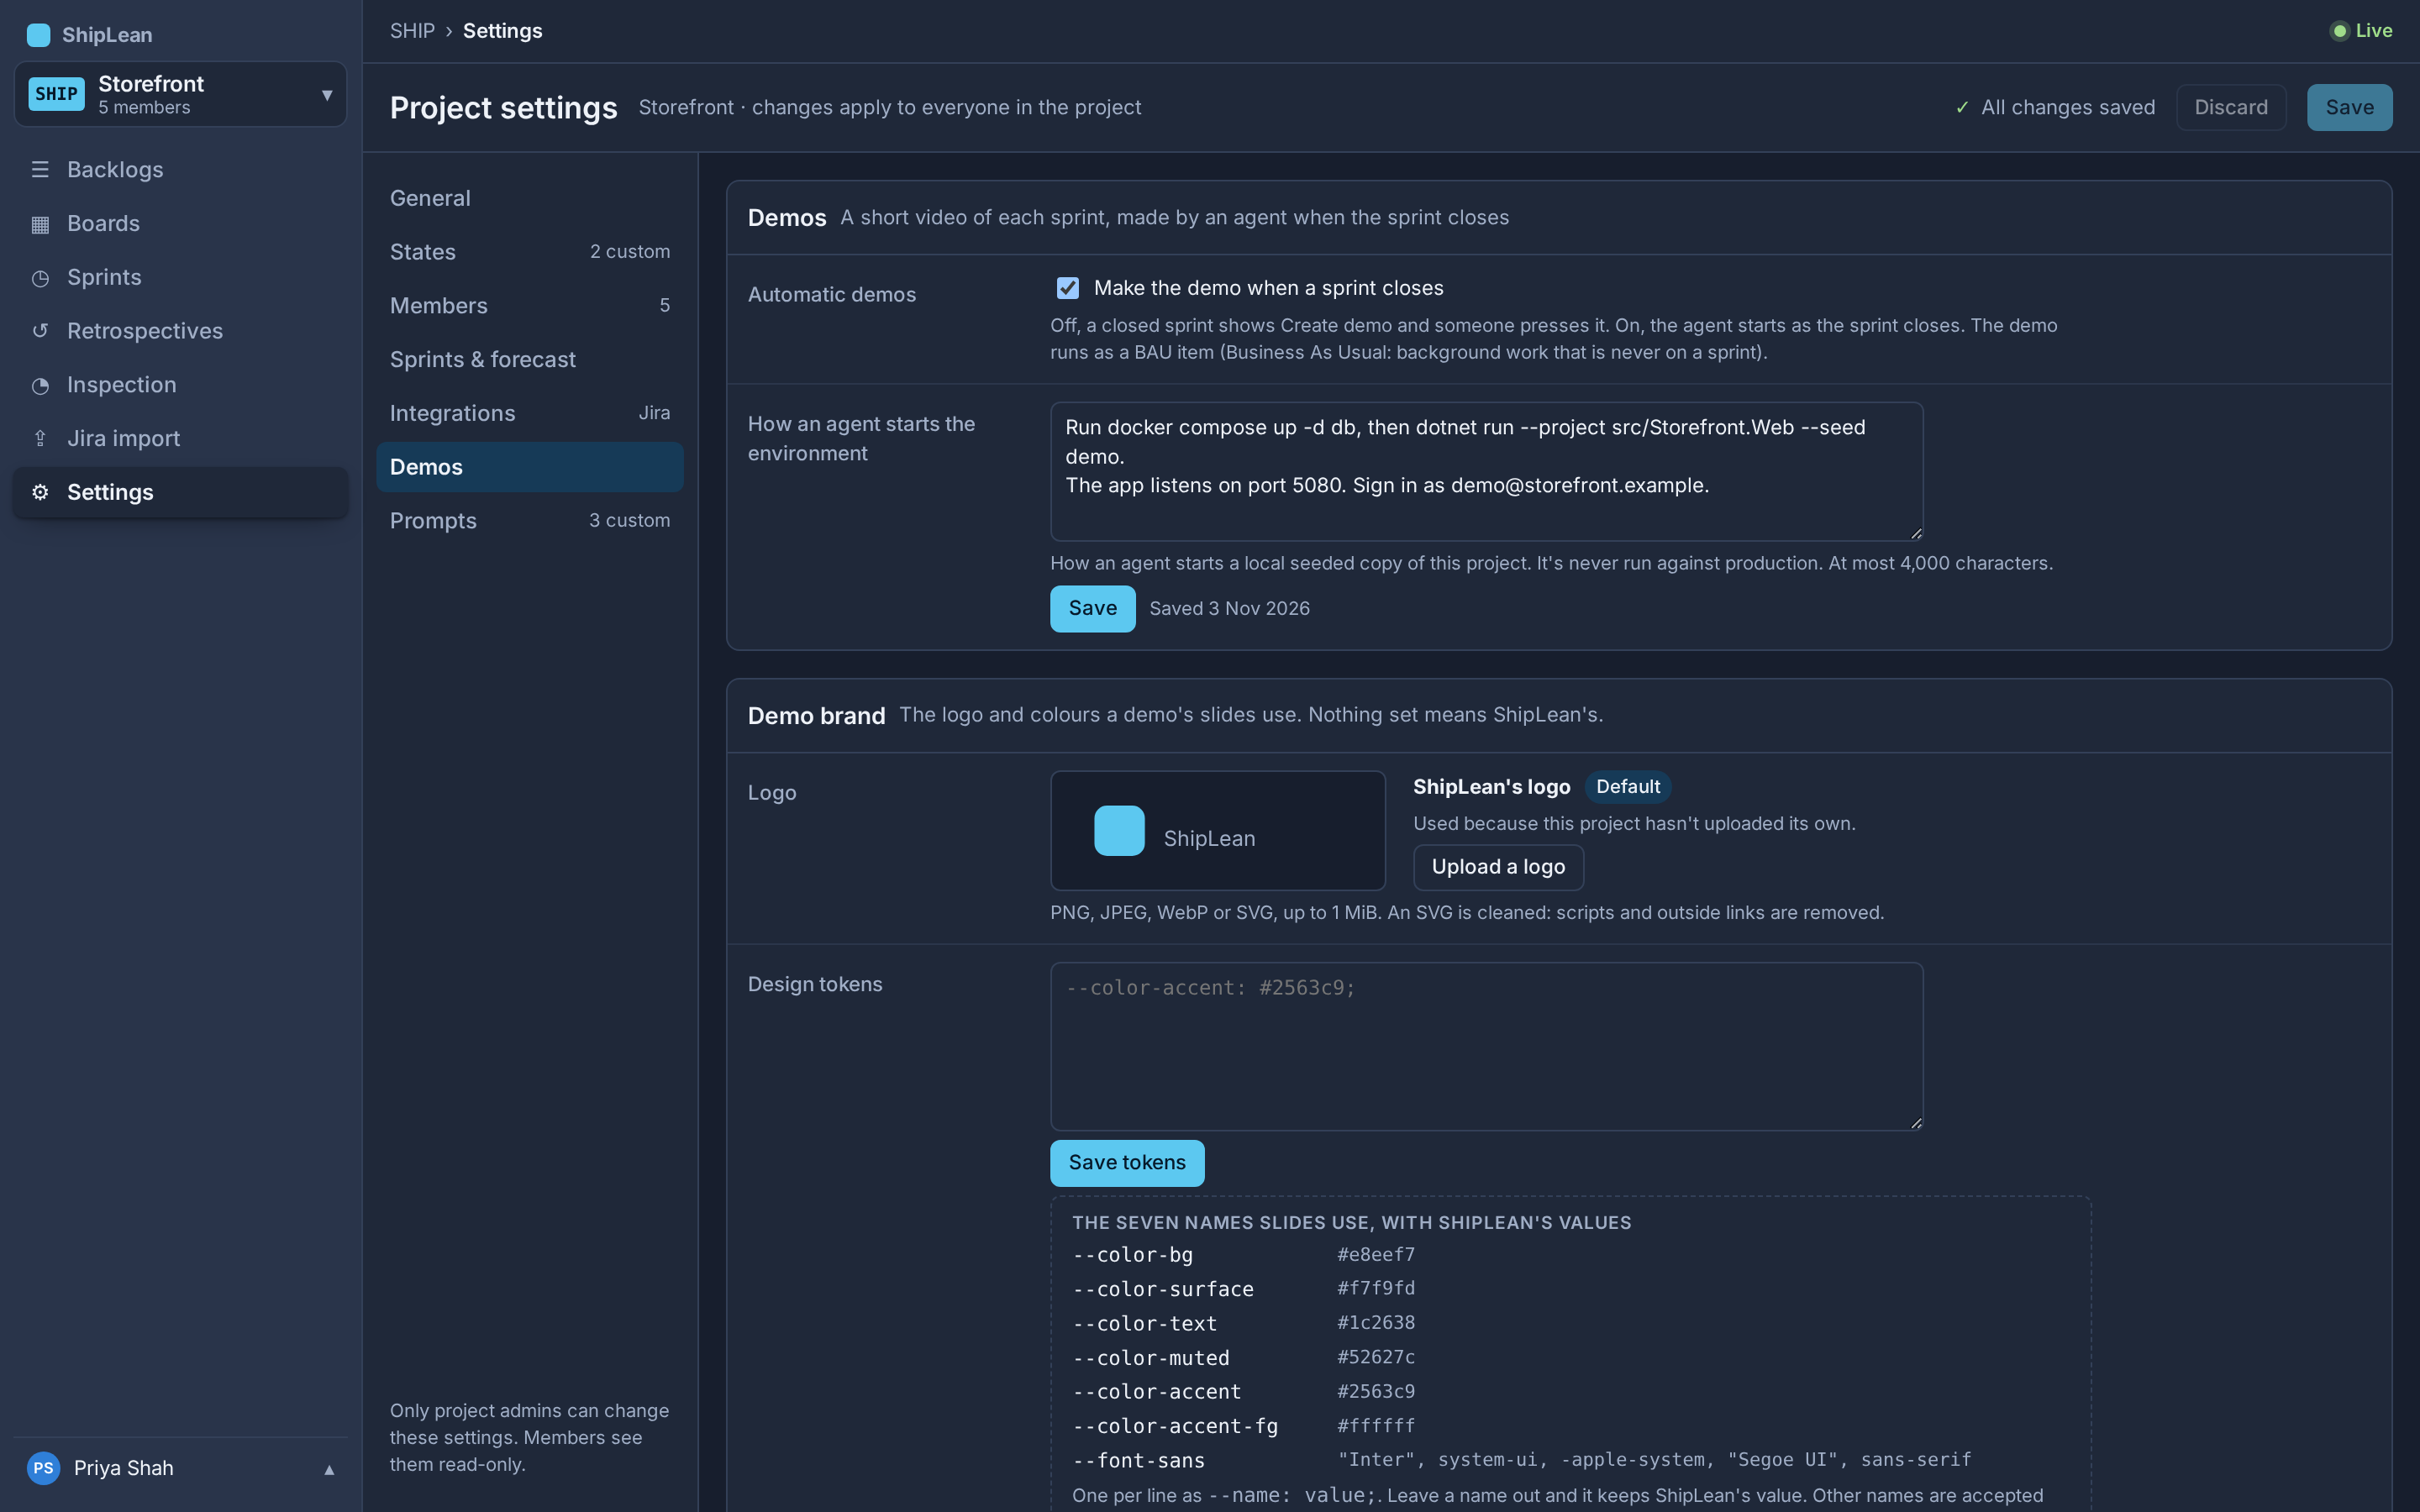 ShipLean
SHIP
Storefront
5 members
Backlogs
Boards
Sprints
Retrospectives
Inspection
Jira import
Settings
Priya Shah
PS
SHIP › Settings
Live
Project settings
Storefront · changes apply to everyone in the project
✓ All changes saved
Discard
Save
General
States 2 custom
Members 5
Sprints & forecast
Integrations Jira
Demos
Prompts 3 custom
Only project admins can change
these settings. Members see
them read-only.
Demos A short video of each sprint, made by an agent when the sprint closes
Automatic demos
Make the demo when a sprint closes
Off, a closed sprint shows Create demo and someone presses it. On, the agent starts as the sprint closes. The demo
runs as a BAU item (Business As Usual: background work that is never on a sprint).
How an agent starts the
environment
Run docker compose up -d db, then dotnet run --project src/Storefront.Web --seed
demo.
The app listens on port 5080. Sign in as demo@storefront.example.
How an agent starts a local seeded copy of this project. It's never run against production. At most 4,000 characters.
Save
Saved 3 Nov 2026
Demo brand The logo and colours a demo's slides use. Nothing set means ShipLean's.
Logo
ShipLean
ShipLean's logo Default
Used because this project hasn't uploaded its own.
Upload a logo
PNG, JPEG, WebP or SVG, up to 1 MiB. An SVG is cleaned: scripts and outside links are removed.
Design tokens
--color-accent: #2563c9;
Save tokens
THE SEVEN NAMES SLIDES USE, WITH SHIPLEAN'S VALUES
--color-bg #e8eef7
--color-surface #f7f9fd
--color-text #1c2638
--color-muted #52627c
--color-accent #2563c9
--color-accent-fg #ffffff
--font-sans "Inter", system-ui, -apple-system, "Segoe UI", sans-serif
One per line as --name: value;. Leave a name out and it keeps ShipLean's value. Other names are accepted